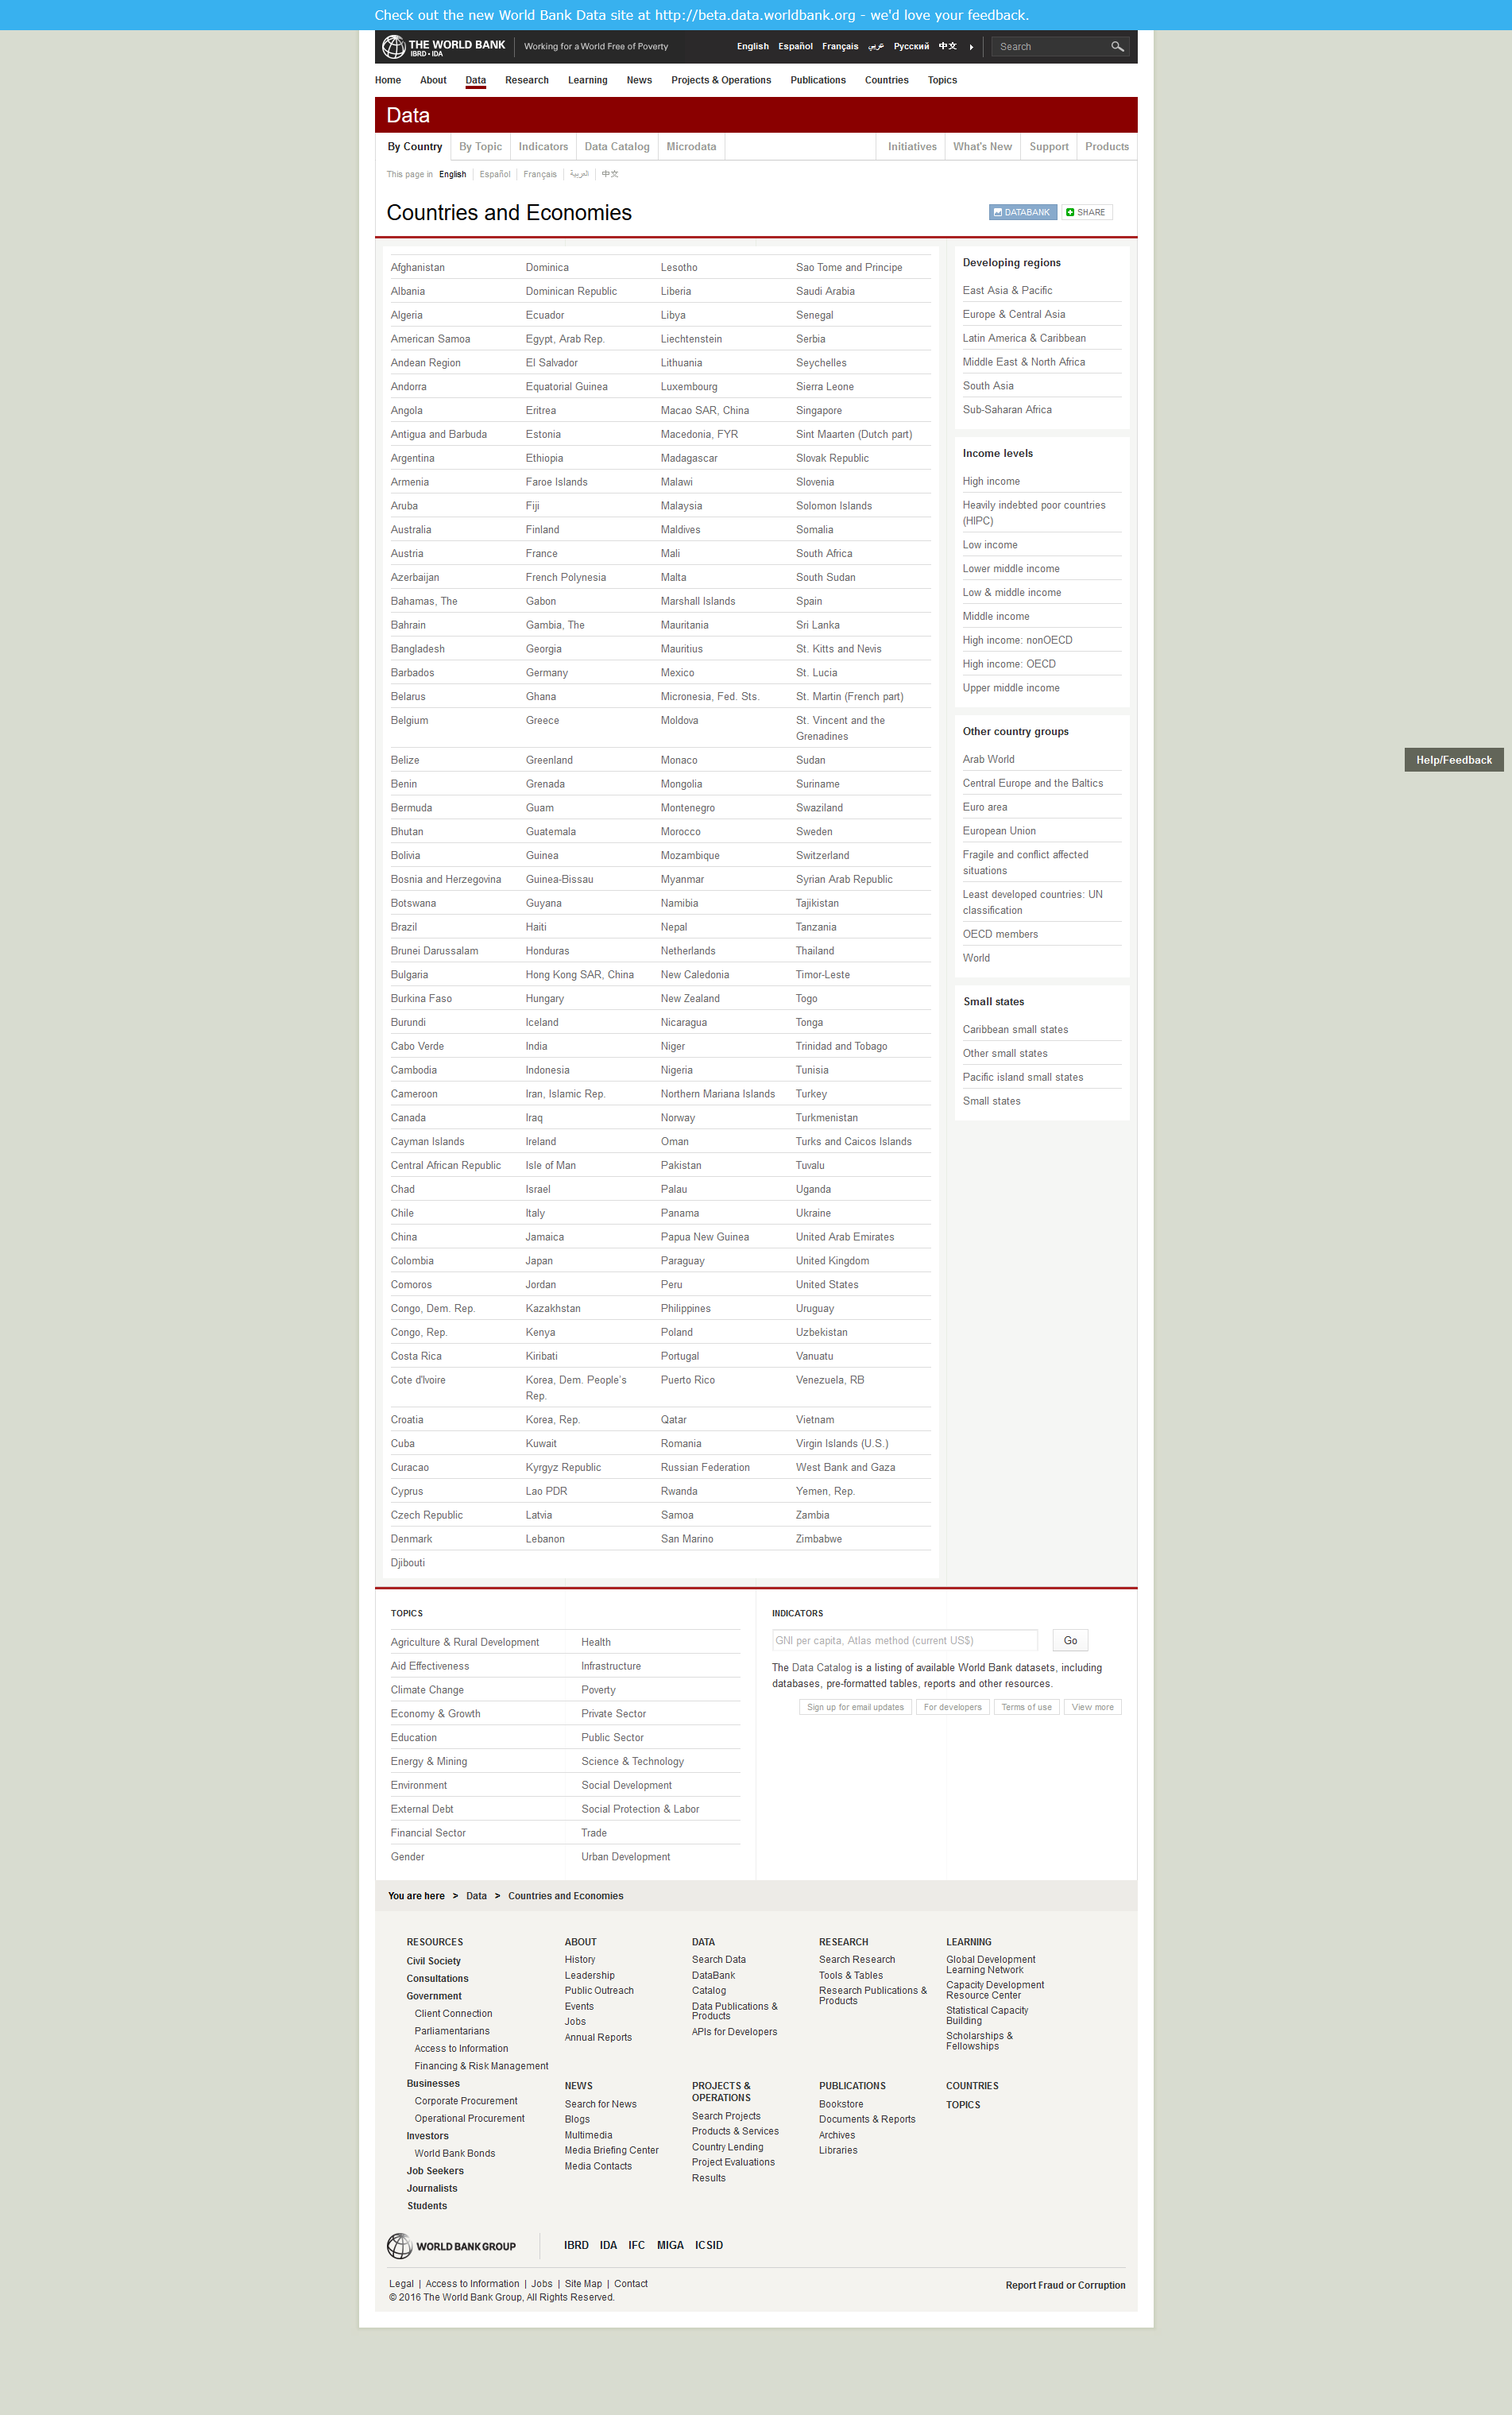 Check out the new World Bank Data site at http://beta.data.worldbank.org - we'd love your feedback.
THE WORLD BANK
IBRD • IDA
Working for a World Free of Poverty
English Español Français عربي Русский 中文
Search
Home About Data Research Learning News Projects & Operations Publications Countries Topics
Data
By Country By Topic Indicators Data Catalog Microdata Initiatives What's New Support Products
This page in English Español Français العربية 中文
Countries and Economies
DATABANK SHARE
Afghanistan Dominica Lesotho Sao Tome and Principe
Albania Dominican Republic Liberia Saudi Arabia
Algeria Ecuador Libya Senegal
American Samoa Egypt, Arab Rep. Liechtenstein Serbia
Andean Region El Salvador Lithuania Seychelles
Andorra Equatorial Guinea Luxembourg Sierra Leone
Angola Eritrea Macao SAR, China Singapore
Antigua and Barbuda Estonia Macedonia, FYR Sint Maarten (Dutch part)
Argentina Ethiopia Madagascar Slovak Republic
Armenia Faroe Islands Malawi Slovenia
Aruba Fiji Malaysia Solomon Islands
Australia Finland Maldives Somalia
Austria France Mali South Africa
Azerbaijan French Polynesia Malta South Sudan
Bahamas, The Gabon Marshall Islands Spain
Bahrain Gambia, The Mauritania Sri Lanka
Bangladesh Georgia Mauritius St. Kitts and Nevis
Barbados Germany Mexico St. Lucia
Belarus Ghana Micronesia, Fed. Sts. St. Martin (French part)
Belgium Greece Moldova St. Vincent and the
Grenadines
Belize Greenland Monaco Sudan
Benin Grenada Mongolia Suriname
Bermuda Guam Montenegro Swaziland
Bhutan Guatemala Morocco Sweden
Bolivia Guinea Mozambique Switzerland
Bosnia and Herzegovina Guinea-Bissau Myanmar Syrian Arab Republic
Botswana Guyana Namibia Tajikistan
Brazil Haiti Nepal Tanzania
Brunei Darussalam Honduras Netherlands Thailand
Bulgaria Hong Kong SAR, China New Caledonia Timor-Leste
Burkina Faso Hungary New Zealand Togo
Burundi Iceland Nicaragua Tonga
Cabo Verde India Niger Trinidad and Tobago
Cambodia Indonesia Nigeria Tunisia
Cameroon Iran, Islamic Rep. Northern Mariana Islands Turkey
Canada Iraq Norway Turkmenistan
Cayman Islands Ireland Oman Turks and Caicos Islands
Central African Republic Isle of Man Pakistan Tuvalu
Chad Israel Palau Uganda
Chile Italy Panama Ukraine
China Jamaica Papua New Guinea United Arab Emirates
Colombia Japan Paraguay United Kingdom
Comoros Jordan Peru United States
Congo, Dem. Rep. Kazakhstan Philippines Uruguay
Congo, Rep. Kenya Poland Uzbekistan
Costa Rica Kiribati Portugal Vanuatu
Cote d'Ivoire Korea, Dem. People's Puerto Rico Venezuela, RB
Rep.
Croatia Korea, Rep. Qatar Vietnam
Cuba Kuwait Romania Virgin Islands (U.S.)
Curacao Kyrgyz Republic Russian Federation West Bank and Gaza
Cyprus Lao PDR Rwanda Yemen, Rep.
Czech Republic Latvia Samoa Zambia
Denmark Lebanon San Marino Zimbabwe
Djibouti
Developing regions
East Asia & Pacific
Europe & Central Asia
Latin America & Caribbean
Middle East & North Africa
South Asia
Sub-Saharan Africa
Income levels
High income
Heavily indebted poor countries
(HIPC)
Low income
Lower middle income
Low & middle income
Middle income
High income: nonOECD
High income: OECD
Upper middle income
Other country groups
Arab World
Central Europe and the Baltics
Euro area
European Union
Fragile and conflict affected
situations
Least developed countries: UN
classification
OECD members
World
Small states
Caribbean small states
Other small states
Pacific island small states
Small states
Help/Feedback
TOPICS
Agriculture & Rural Development Health
Aid Effectiveness Infrastructure
Climate Change Poverty
Economy & Growth Private Sector
Education Public Sector
Energy & Mining Science & Technology
Environment Social Development
External Debt Social Protection & Labor
Financial Sector Trade
Gender Urban Development
INDICATORS
GNI per capita, Atlas method (current US$) Go
The Data Catalog is a listing of available World Bank datasets, including
databases, pre-formatted tables, reports and other resources.
Sign up for email updates For developers Terms of use View more
You are here > Data > Countries and Economies
RESOURCES
Civil Society
Consultations
Government
Client Connection
Parliamentarians
Access to Information
Financing & Risk Management
Businesses
Corporate Procurement
Operational Procurement
Investors
World Bank Bonds
Job Seekers
Journalists
Students
ABOUT
History
Leadership
Public Outreach
Events
Jobs
Annual Reports
DATA
Search Data
DataBank
Catalog
Data Publications &
Products
APIs for Developers
RESEARCH
Search Research
Tools & Tables
Research Publications &
Products
LEARNING
Global Development
Learning Network
Capacity Development
Resource Center
Statistical Capacity
Building
Scholarships &
Fellowships
NEWS
Search for News
Blogs
Multimedia
Media Briefing Center
Media Contacts
PROJECTS &
OPERATIONS
Search Projects
Products & Services
Country Lending
Project Evaluations
Results
PUBLICATIONS
Bookstore
Documents & Reports
Archives
Libraries
COUNTRIES
TOPICS
WORLD BANK GROUP
IBRD IDA IFC MIGA ICSID
Legal | Access to Information | Jobs | Site Map | Contact
© 2016 The World Bank Group, All Rights Reserved.
Report Fraud or Corruption